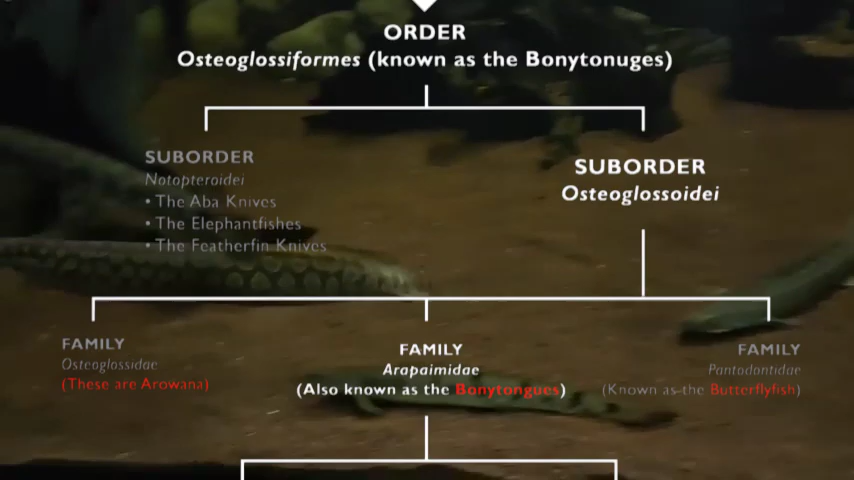 ORDER
Osteoglossiformes (known as the Bonytonuges)
SUBORDER
Notopteroidei
• The Aba Knives
• The Elephantfishes
• The Featherfin Knives
SUBORDER
Osteoglossoidei
FAMILY
Osteoglossidae
(These are Arowana)
FAMILY
Arapaimidae
(Also known as the Bonytongues)
FAMILY
Pantodontidae
(Known as the Butterflyfish)